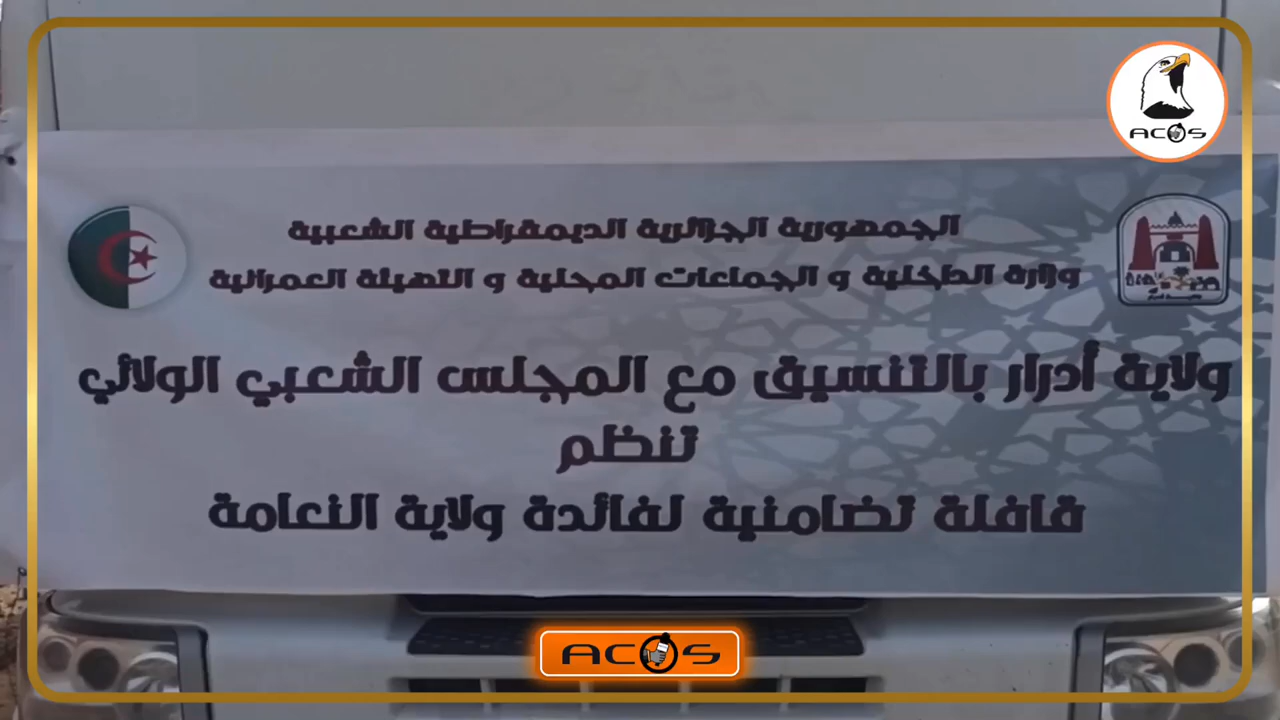 ACOS
الجمهورية الجزائرية الديمقراطية الشعبية
وزارة الداخلية و الجماعات المحلية و التهيئة العمرانية
ولاية أدرار بالتنسيق مع المجلس الشعبي الولائي
تنظم
قافلة تضامنية لفائدة ولاية النعامة
ACOS